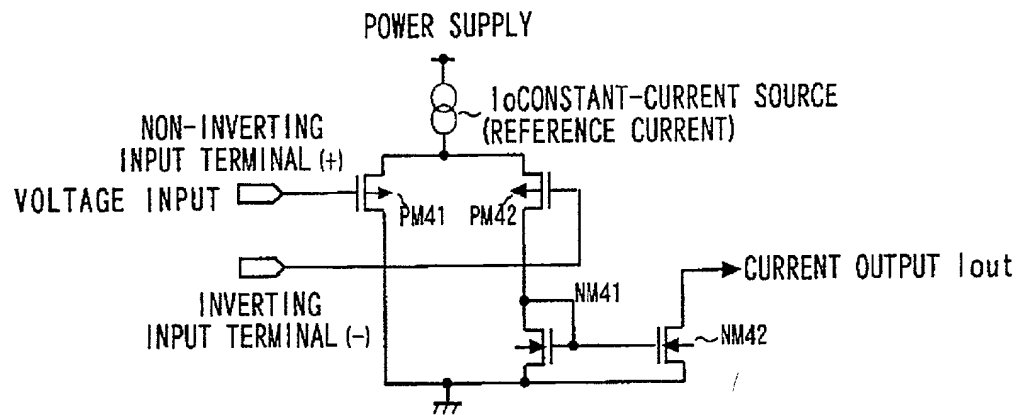 POWER SUPPLY
IoCONSTANT-CURRENT SOURCE
(REFERENCE CURRENT)
NON-INVERTING
INPUT TERMINAL (+)
VOLTAGE INPUT
PM41
PM42
CURRENT OUTPUT Iout
NM41
INVERTING
INPUT TERMINAL (-)
NM42